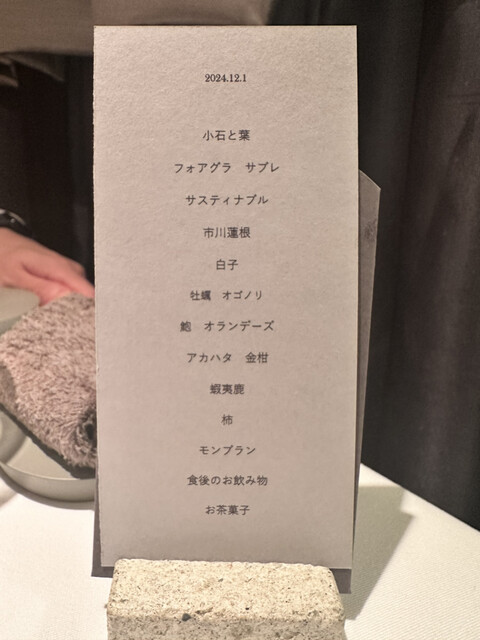 2024.12.1
小石と葉
フォアグラ　サブレ
サスティナブル
市川蓮根
白子
牡蠣　オゴノリ
鮑　オランデーズ
アカハタ　金柑
蝦夷鹿
柿
モンブラン
食後のお飲み物
お茶菓子